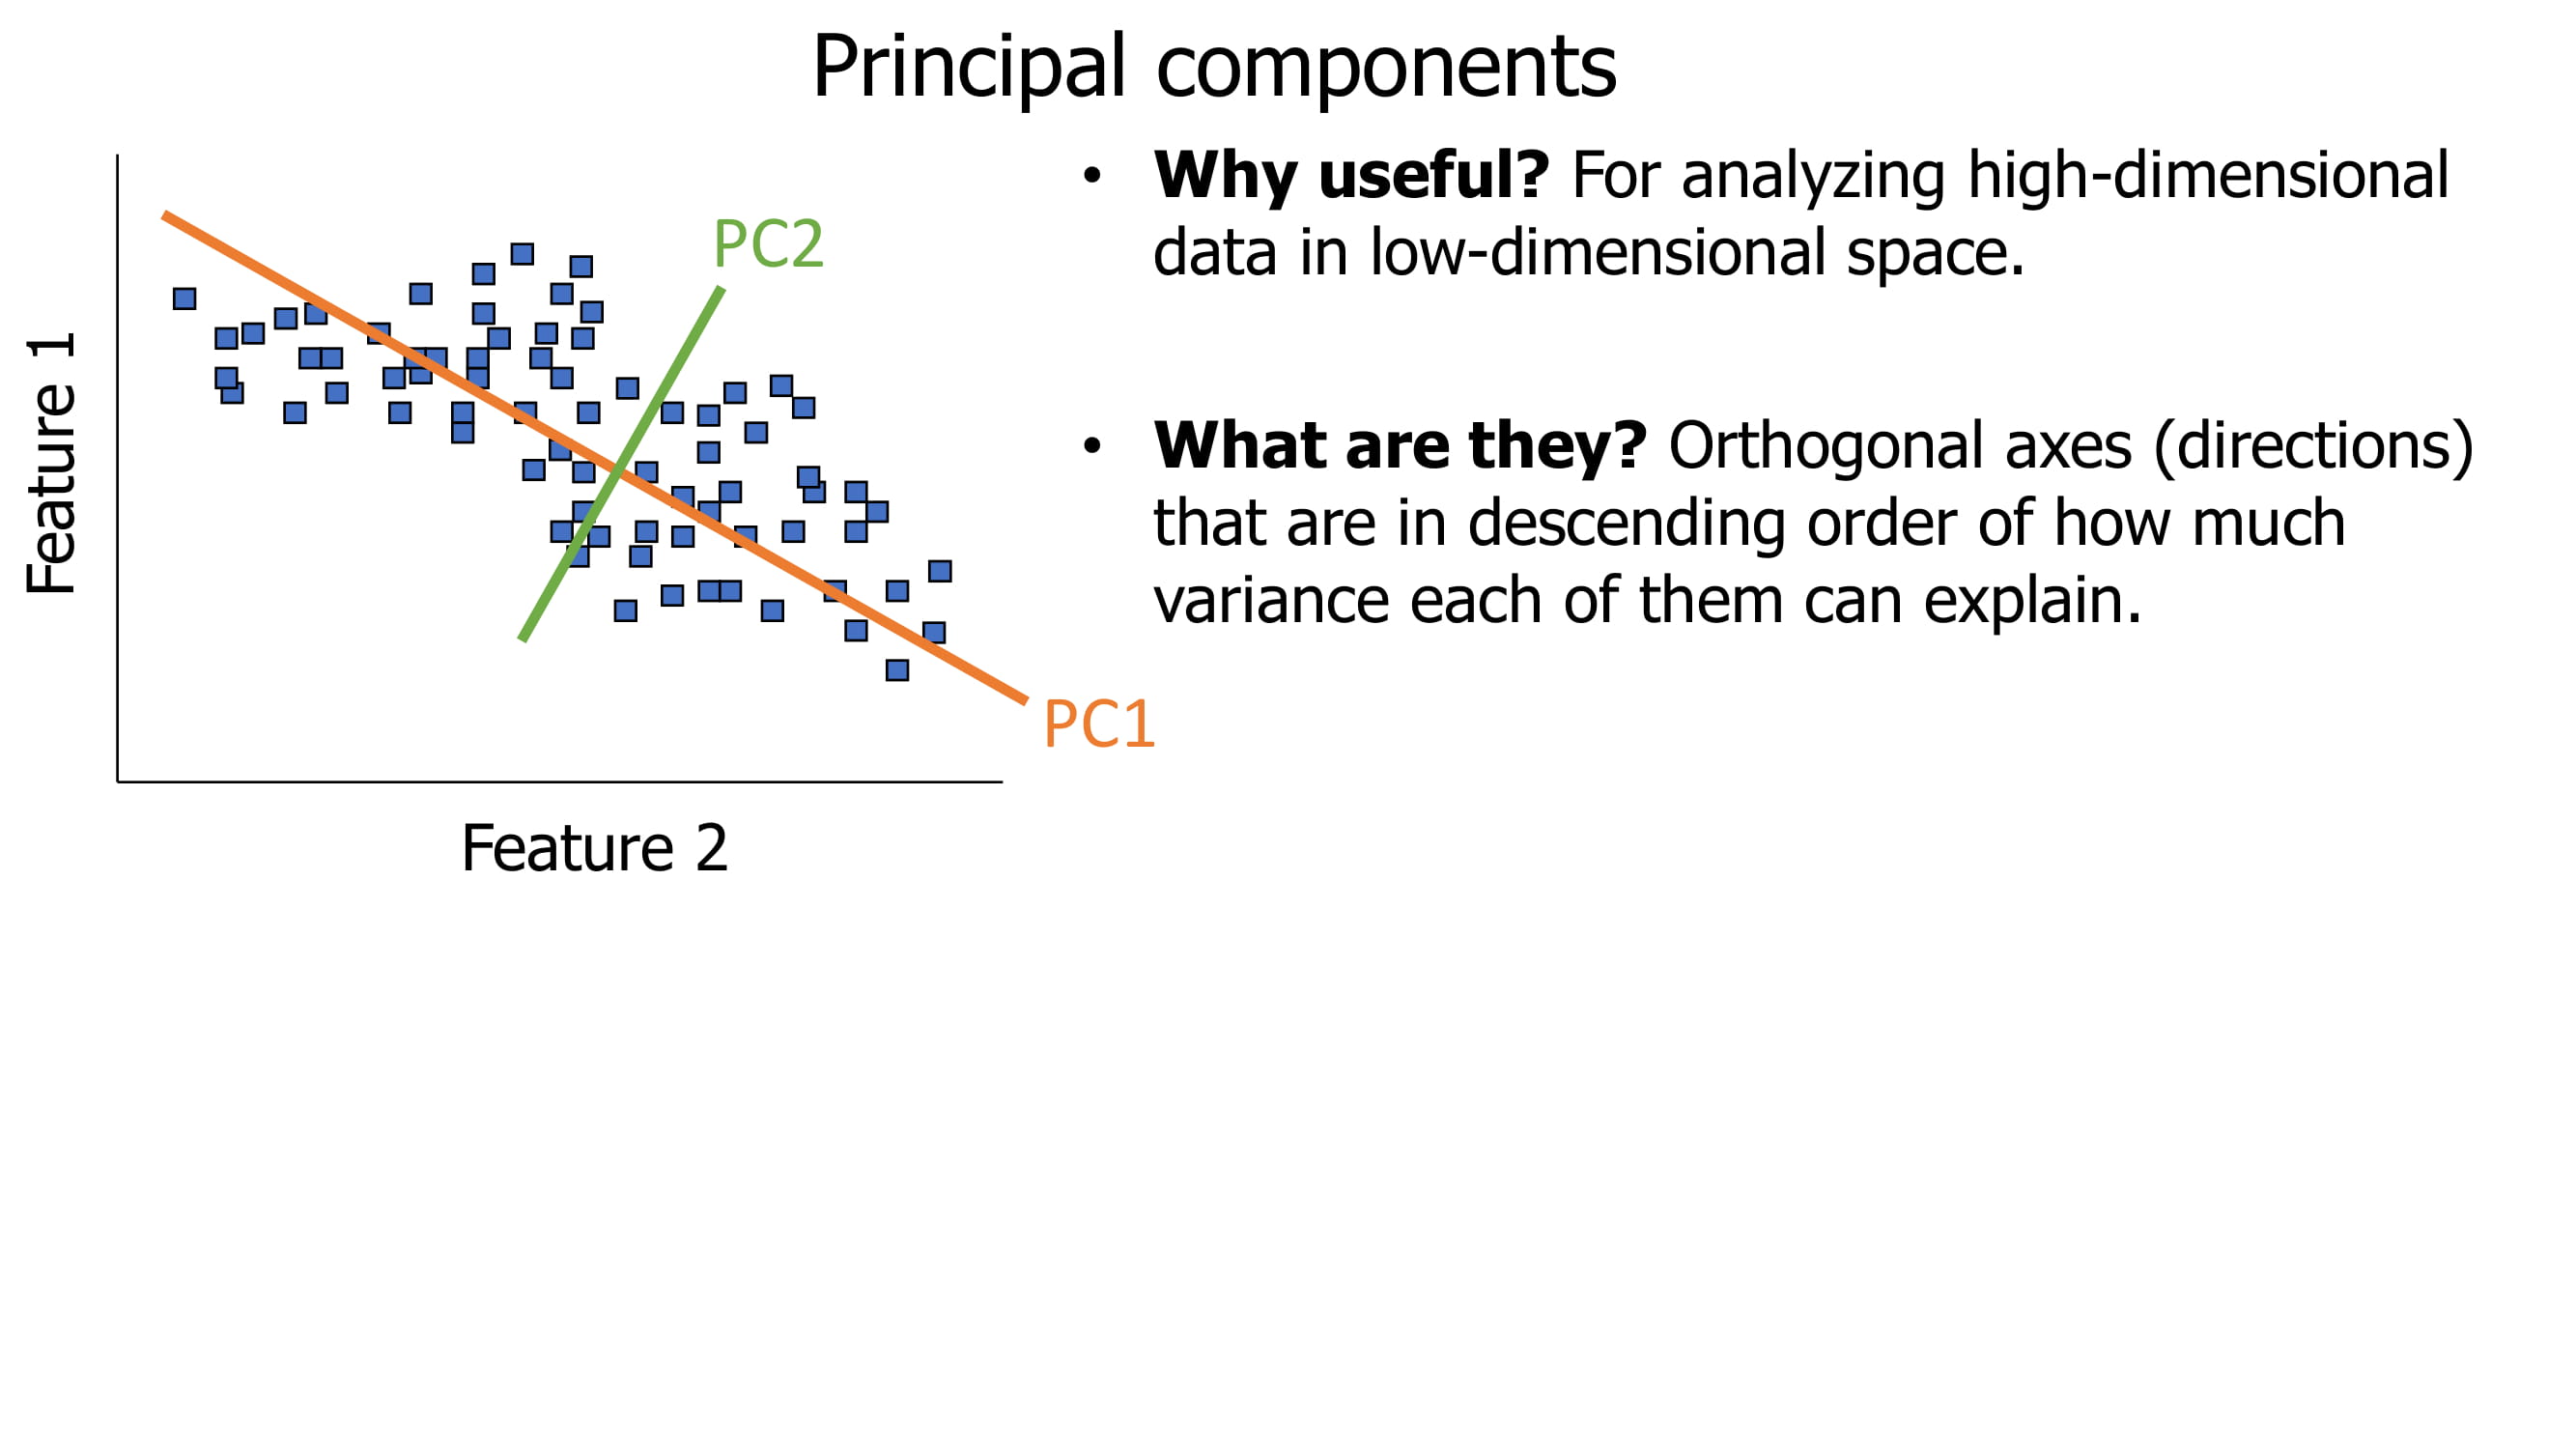 Principal components
Feature 1
PC2
PC1
Feature 2
• Why useful? For analyzing high-dimensional
data in low-dimensional space.
• What are they? Orthogonal axes (directions)
that are in descending order of how much
variance each of them can explain.